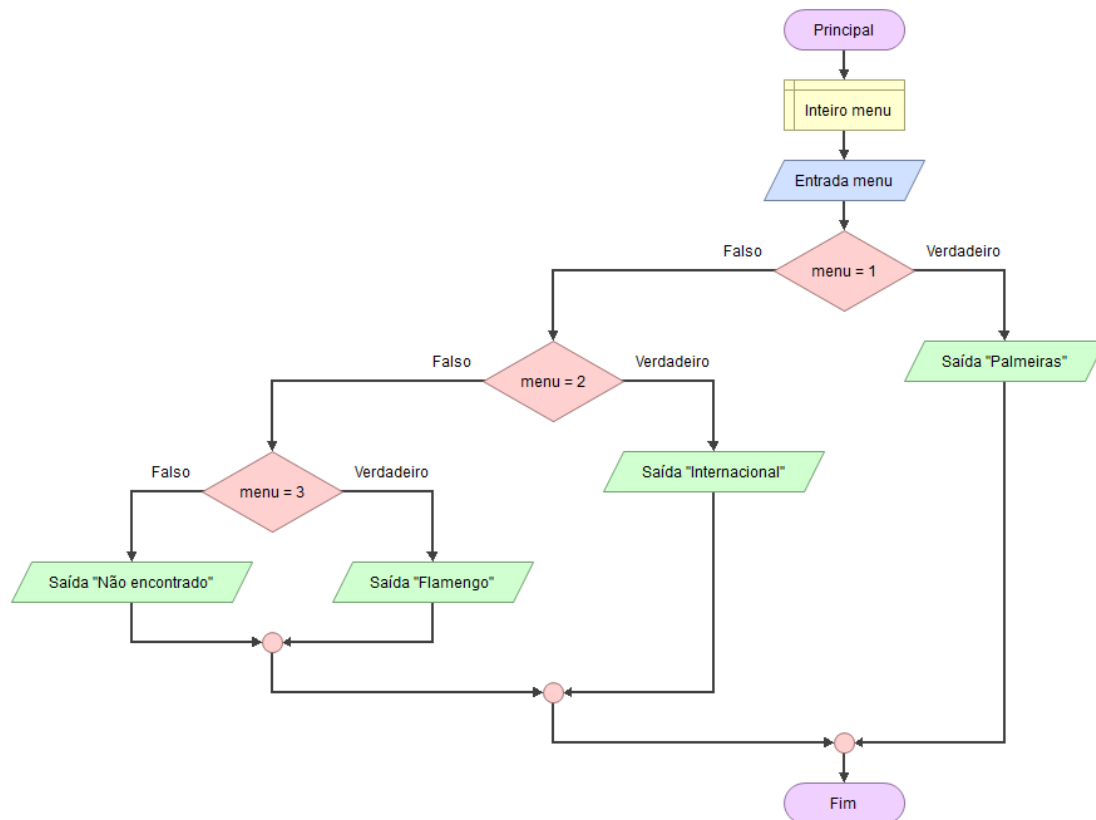 Principal
Inteiro menu
Entrada menu
Falso
Verdadeiro
menu = 1
Saída "Palmeiras"
Falso
Verdadeiro
menu = 2
Saída "Internacional"
Falso
Verdadeiro
menu = 3
Saída "Não encontrado"
Saída "Flamengo"
Fim